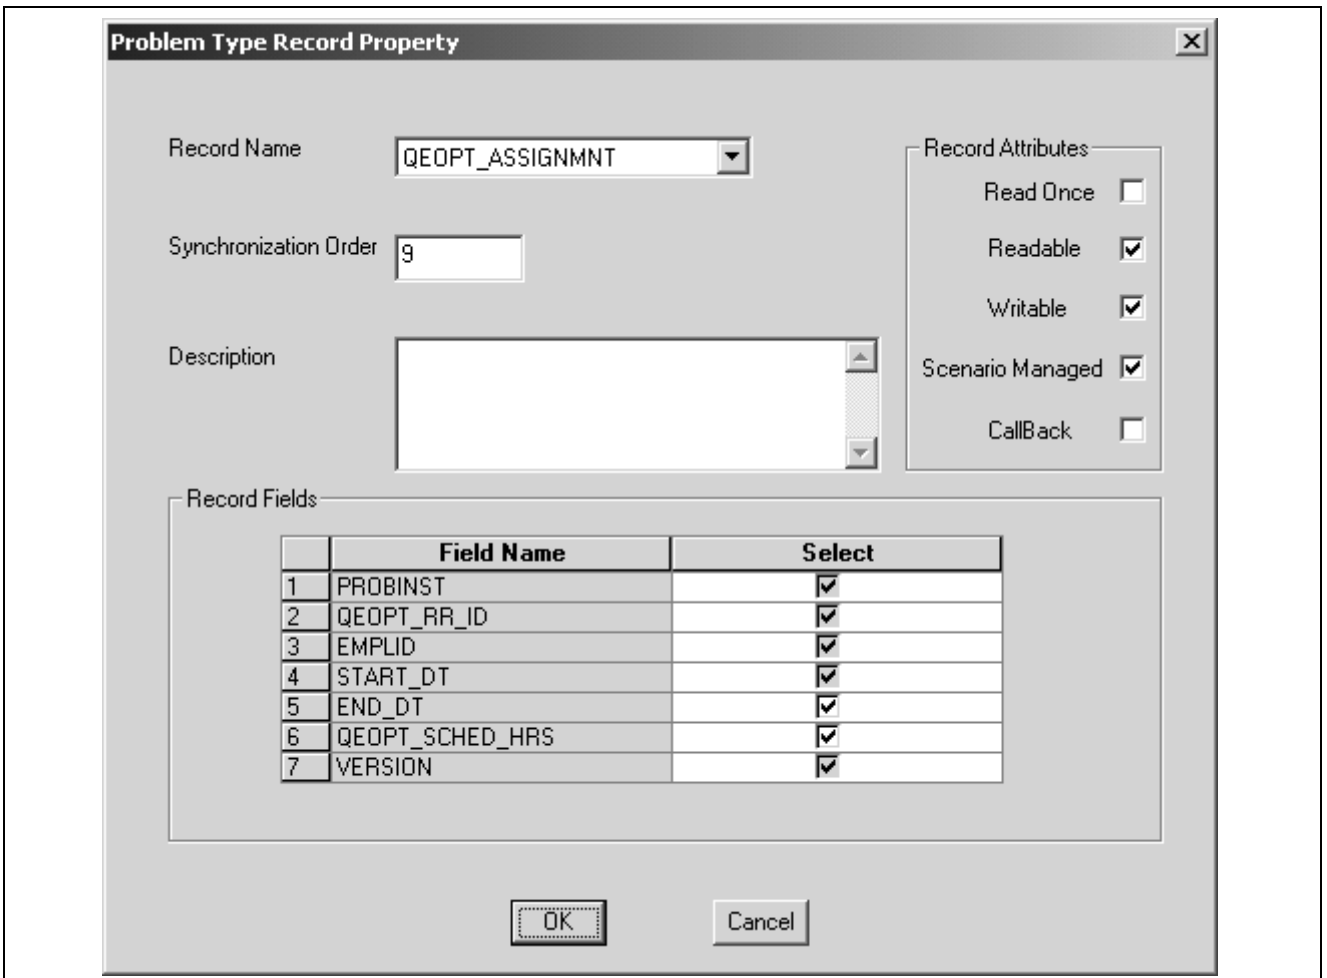 Problem Type Record Property
Record Name
QEOPT_ASSIGNMNT
Record Attributes
Read Once
Synchronization Order
9
Readable
Writable
Description
Scenario Managed
CallBack
Record Fields
Field Name Select
1 PROBINST
2 QEOPT_RR_ID
3 EMPLID
4 START_DT
5 END_DT
6 QEOPT_SCHED_HRS
7 VERSION
OK Cancel